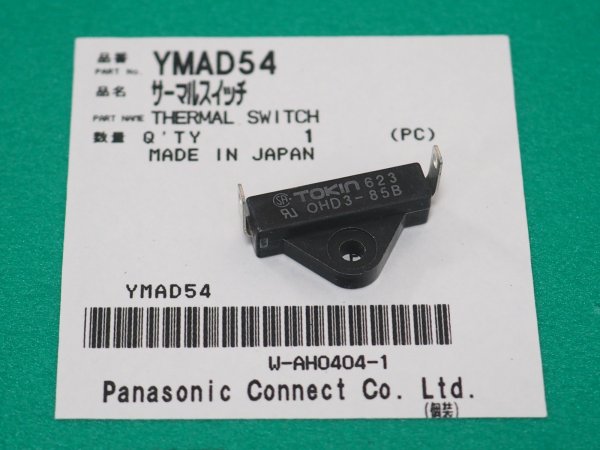 品番
PART No. YMAD54
品名 サーマルスイッチ
PART NAME THERMAL SWITCH
数量 Q'TY 1 (PC)
MADE IN JAPAN
TOKIN 623
OHD3-85B
YMAD54
W-AH0404-1
Panasonic Connect Co. Ltd.
(個装)